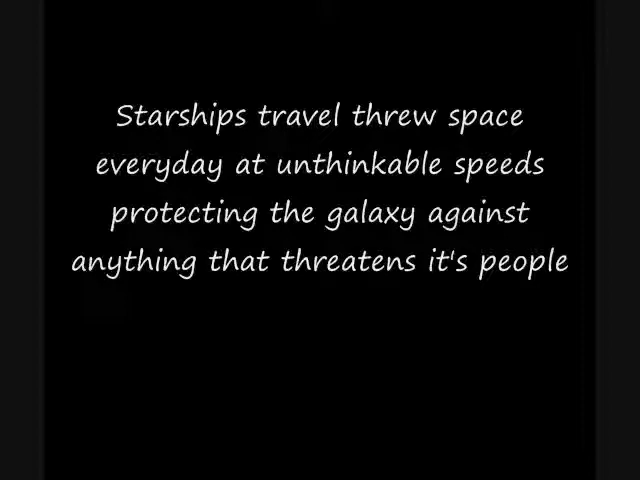 Starships travel threw space
everyday at unthinkable speeds
protecting the galaxy against
anything that threatens it's people